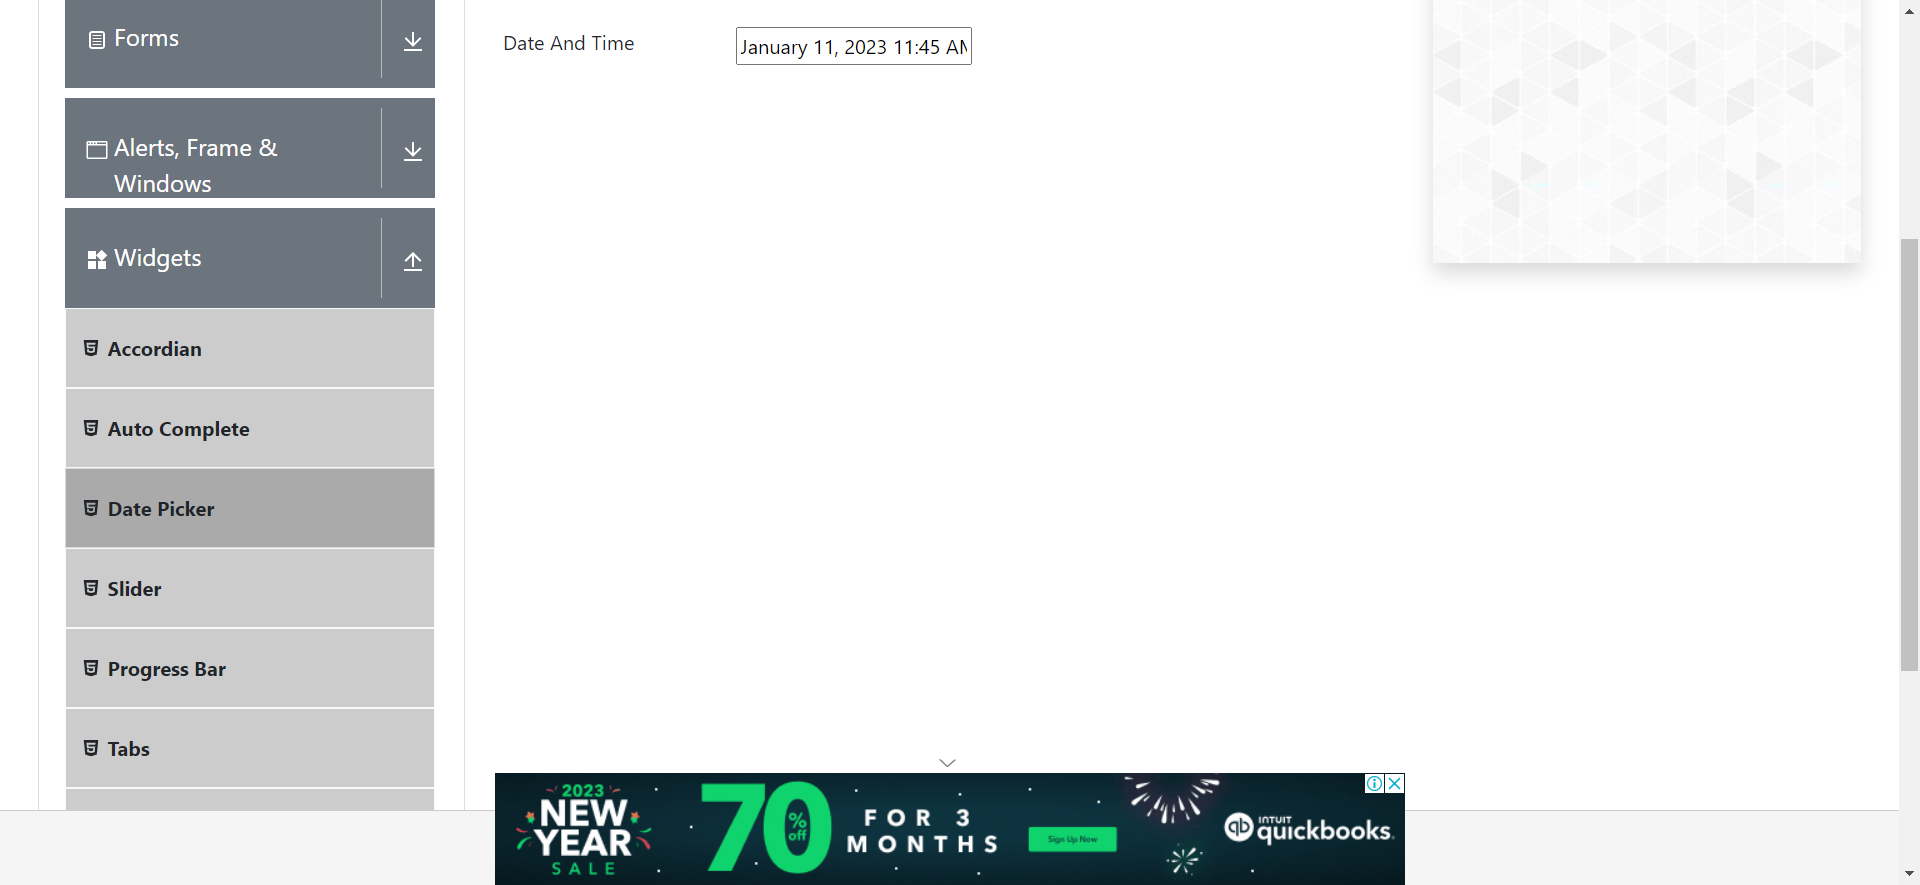 Forms
Date And Time
January 11, 2023 11:45 AM
Alerts, Frame &
Windows
Widgets
Accordian
Auto Complete
Date Picker
Slider
Progress Bar
Tabs
2023
NEW
YEAR
SALE
70
%
off
FOR 3
MONTHS
Sign Up Now
INTUIT
quickbooks.